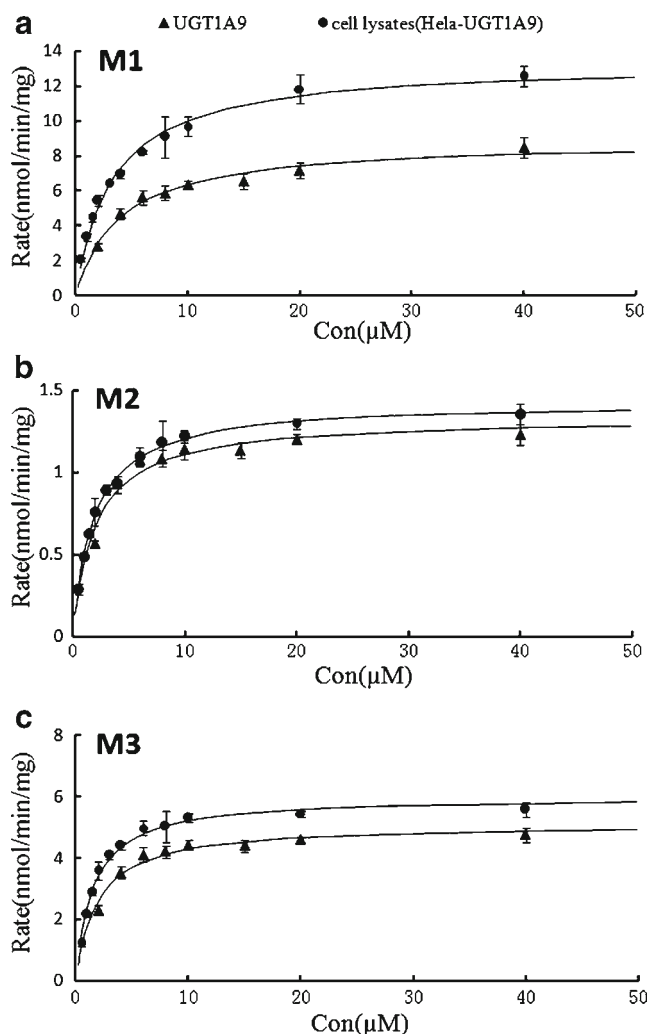 a
▲ UGT1A9 ● cell lysates(Hela-UGT1A9)
M1
Rate(nmol/min/mg)
14
12
10
8
6
4
2
0
0 10 20 30 40 50
Con(μM)
b
M2
Rate(nmol/min/mg)
1.5
1
0.5
0
0 10 20 30 40 50
Con(μM)
c
M3
Rate(nmol/min/mg)
8
6
4
2
0
0 10 20 30 40 50
Con(μM)